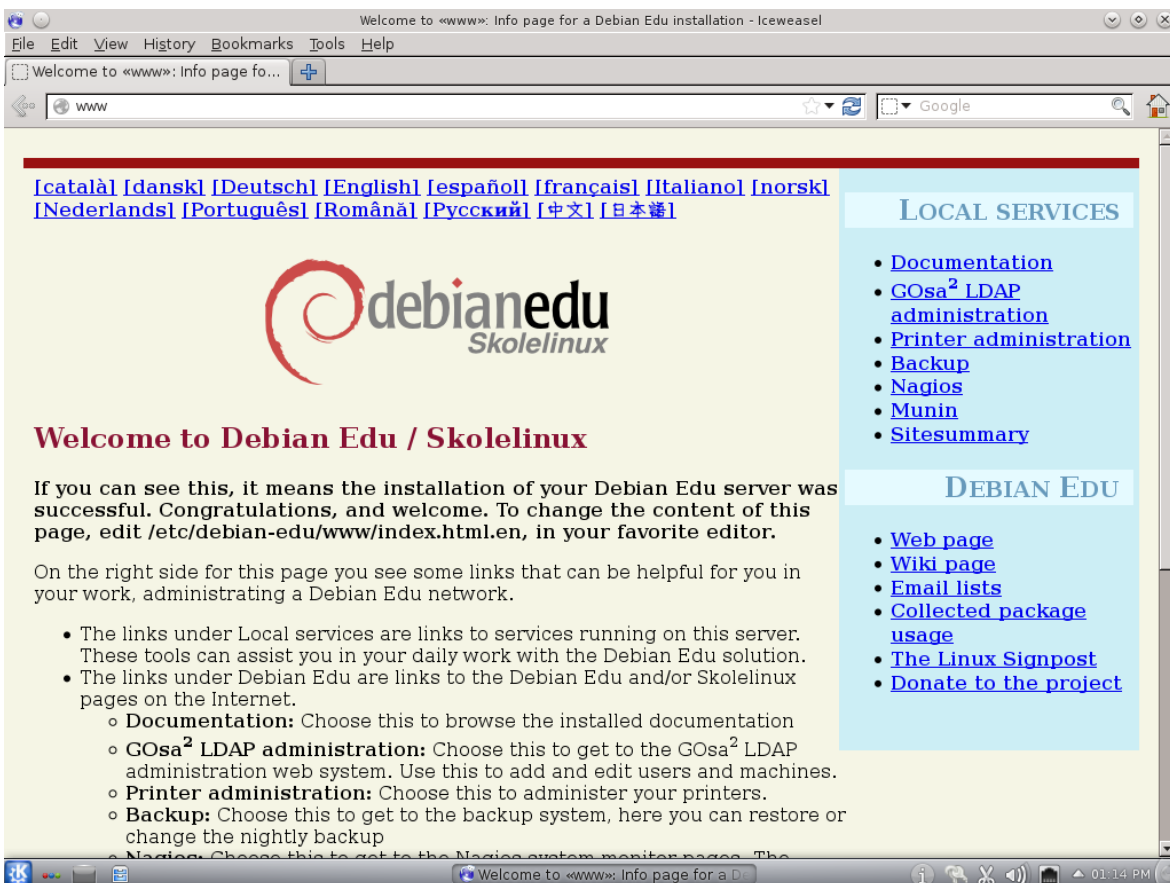 Welcome to «www»: Info page for a Debian Edu installation - Iceweasel
File Edit View History Bookmarks Tools Help
Welcome to «www»: Info page fo...
www
Google
[català] [dansk] [Deutsch] [English] [español] [français] [Italiano] [norsk]
[Nederlands] [Português] [Română] [Русский] [中文] [日本語]
debianedu
Skolelinux
Welcome to Debian Edu / Skolelinux
If you can see this, it means the installation of your Debian Edu server was
successful. Congratulations, and welcome. To change the content of this
page, edit /etc/debian-edu/www/index.html.en, in your favorite editor.
On the right side for this page you see some links that can be helpful for you in
your work, administrating a Debian Edu network.
• The links under Local services are links to services running on this server.
These tools can assist you in your daily work with the Debian Edu solution.
• The links under Debian Edu are links to the Debian Edu and/or Skolelinux
pages on the Internet.
◦ Documentation: Choose this to browse the installed documentation
◦ GOsa² LDAP administration: Choose this to get to the GOsa² LDAP
administration web system. Use this to add and edit users and machines.
◦ Printer administration: Choose this to administer your printers.
◦ Backup: Choose this to get to the backup system, here you can restore or
change the nightly backup
◦ Nagios: Choose this to get to the Nagios system monitor pages. The
LOCAL SERVICES
• Documentation
• GOsa² LDAP
administration
• Printer administration
• Backup
• Nagios
• Munin
• Sitesummary
DEBIAN EDU
• Web page
• Wiki page
• Email lists
• Collected package
usage
• The Linux Signpost
• Donate to the project
Welcome to «www»: Info page for a De
01:14 PM